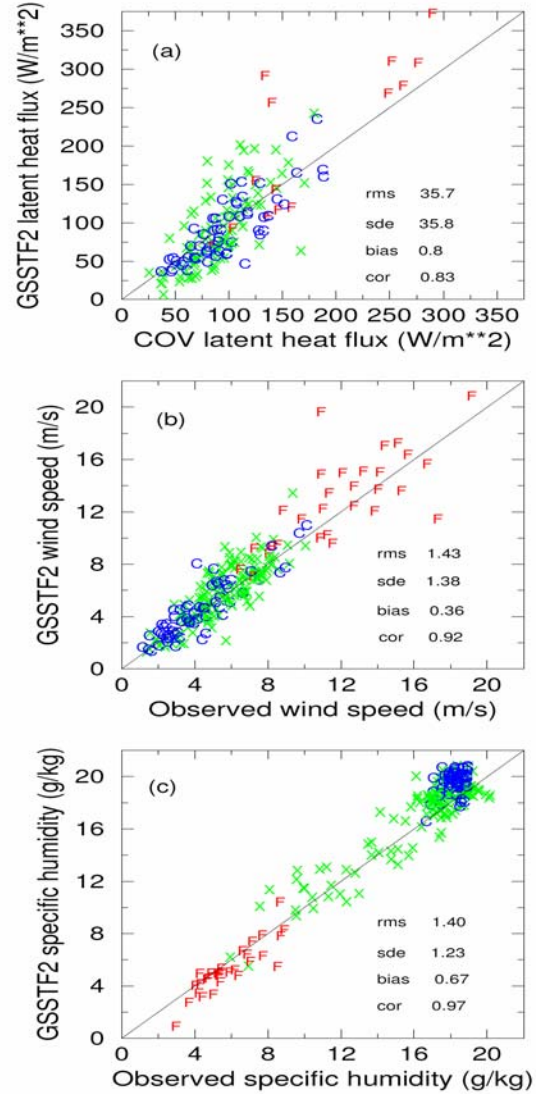 (a)
GSSTF2 latent heat flux (W/m**2)
350
300
250
200
150
100
50
0
rms 35.7
sde 35.8
bias 0.8
cor 0.83
0 50 100 150 200 250 300 350
COV latent heat flux (W/m**2)
(b)
GSSTF2 wind speed (m/s)
20
16
12
8
4
0
rms 1.43
sde 1.38
bias 0.36
cor 0.92
0 4 8 12 16 20
Observed wind speed (m/s)
(c)
GSSTF2 specific humidity (g/kg)
20
16
12
8
4
0
rms 1.40
sde 1.23
bias 0.67
cor 0.97
0 4 8 12 16 20
Observed specific humidity (g/kg)